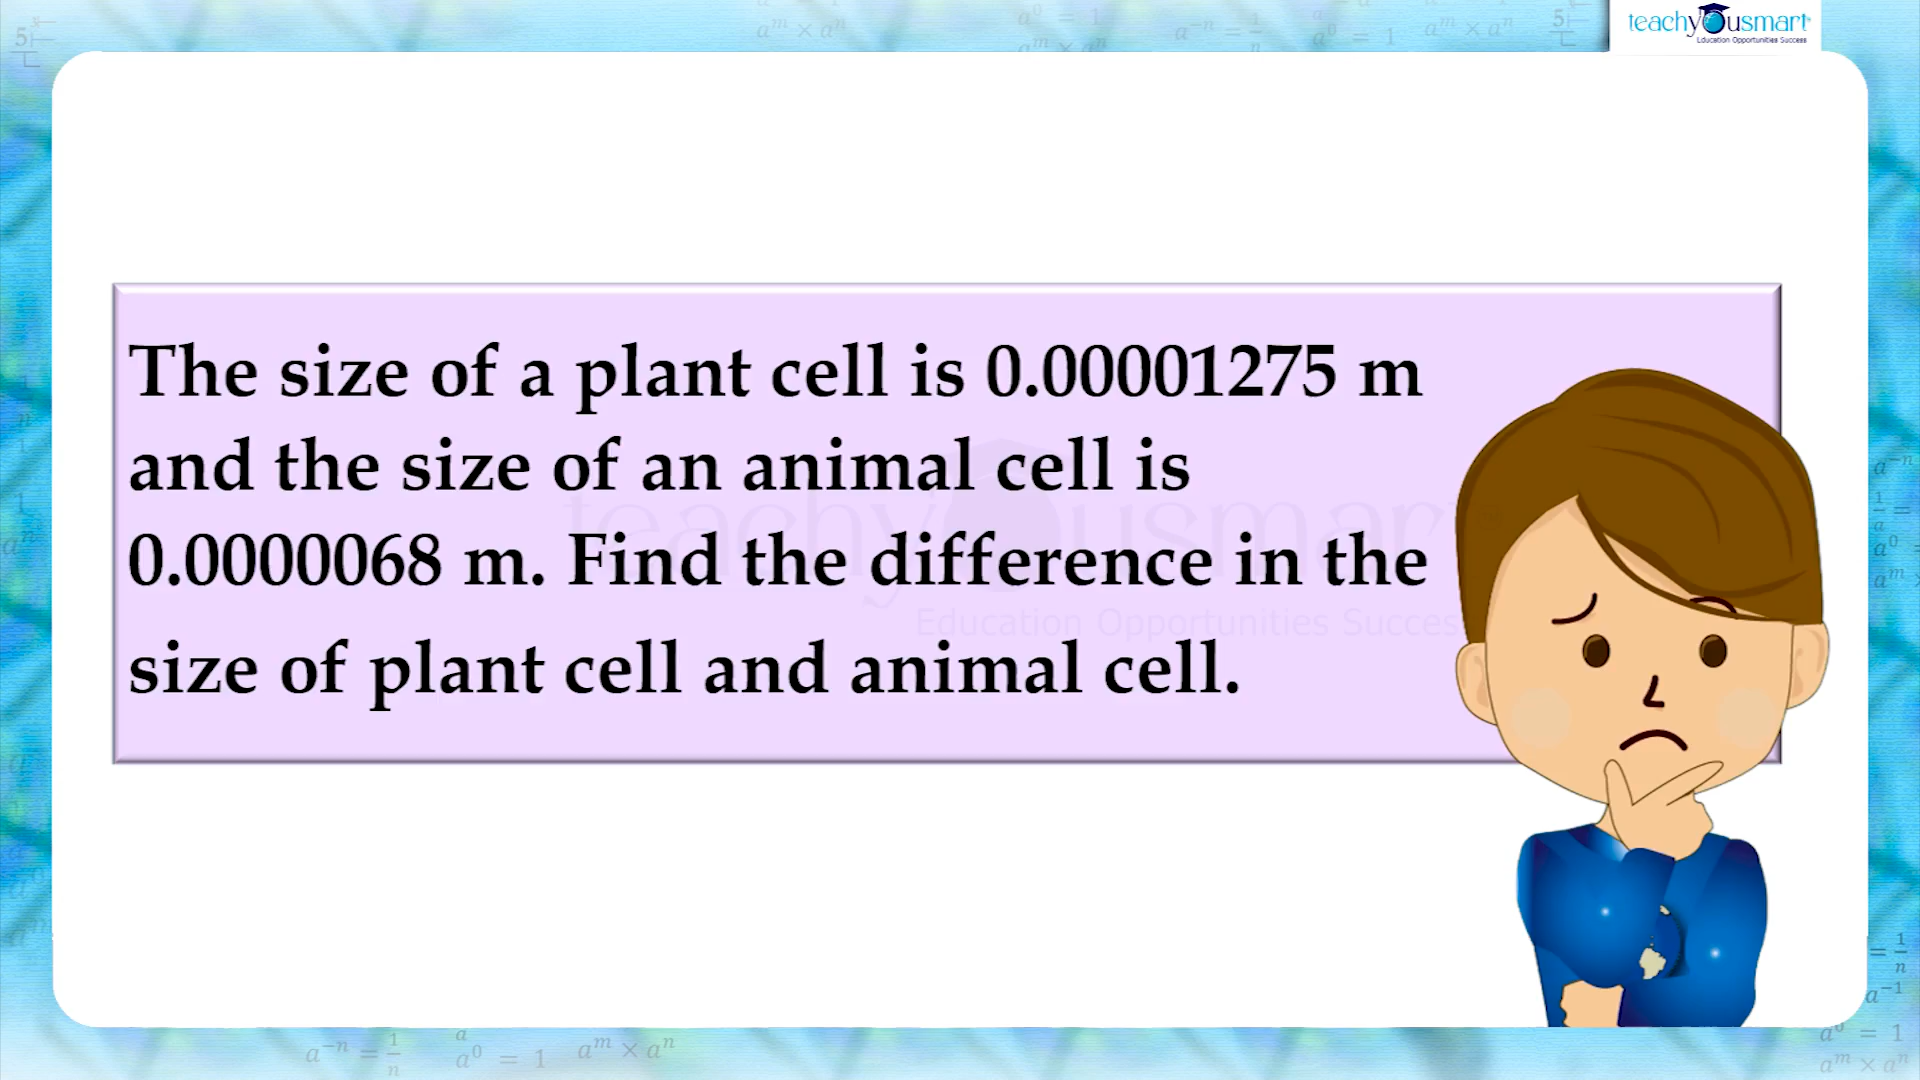 teachyousmart
Education Opportunities Success
The size of a plant cell is 0.00001275 m
and the size of an animal cell is
0.0000068 m. Find the difference in the
size of plant cell and animal cell.